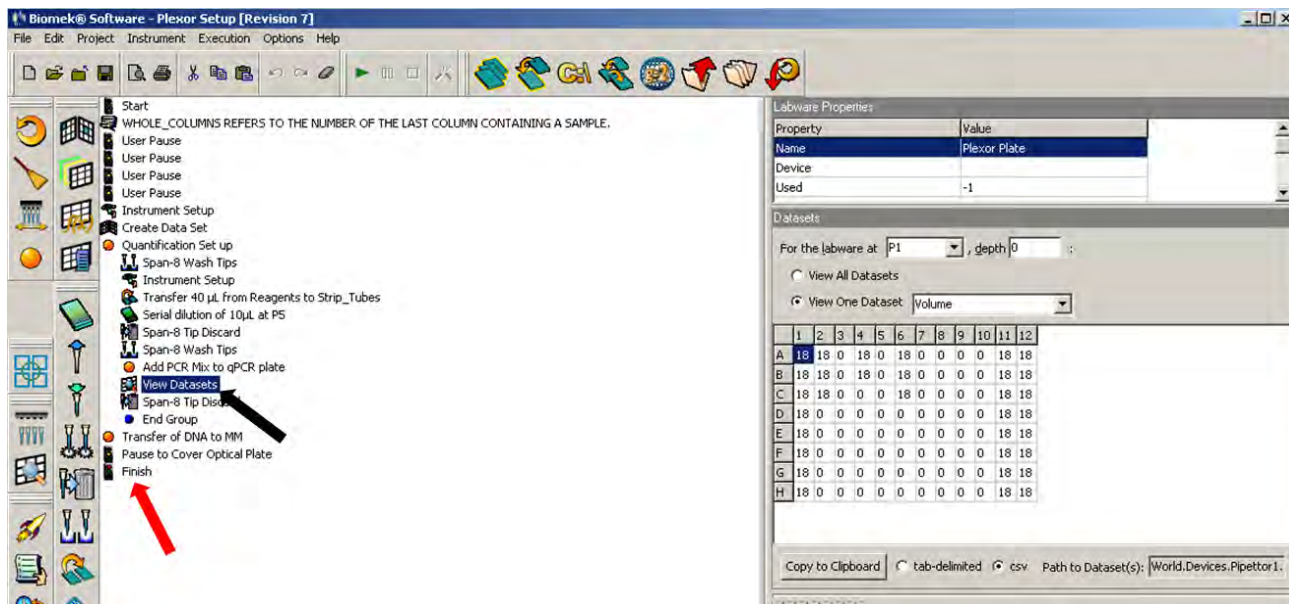 Biomek® Software - Plexor Setup [Revision 7]
File Edit Project Instrument Execution Options Help
Start
WHOLE_COLUMNS REFERS TO THE NUMBER OF THE LAST COLUMN CONTAINING A SAMPLE.
User Pause
User Pause
User Pause
User Pause
Instrument Setup
Create Data Set
Quantification Set up
Span-8 Wash Tips
Instrument Setup
Transfer 40 µL from Reagents to Strip_Tubes
Serial dilution of 10µL at P5
Span-8 Tip Discard
Span-8 Wash Tips
Add PCR Mix to qPCR plate
View Datasets
Span-8 Tip Disc
End Group
Transfer of DNA to MM
Pause to Cover Optical Plate
Finish
Labware Properties
Property Value
Name Plexor Plate
Device
Used -1
Datasets
For the labware at P1 , depth 0 :
View All Datasets
View One Dataset Volume
1 2 3 4 5 6 7 8 9 10 11 12
A 18 18 0 18 0 18 0 0 0 0 18 18
B 18 18 0 18 0 18 0 0 0 0 18 18
C 18 18 0 0 0 18 0 0 0 0 18 18
D 18 0 0 0 0 0 0 0 0 0 18 18
E 18 0 0 0 0 0 0 0 0 0 18 18
F 18 0 0 0 0 0 0 0 0 0 18 18
G 18 0 0 0 0 0 0 0 0 0 18 18
H 18 0 0 0 0 0 0 0 0 0 18 18
Copy to Clipboard tab-delimited csv Path to Dataset(s): World.Devices.Pipettor1.